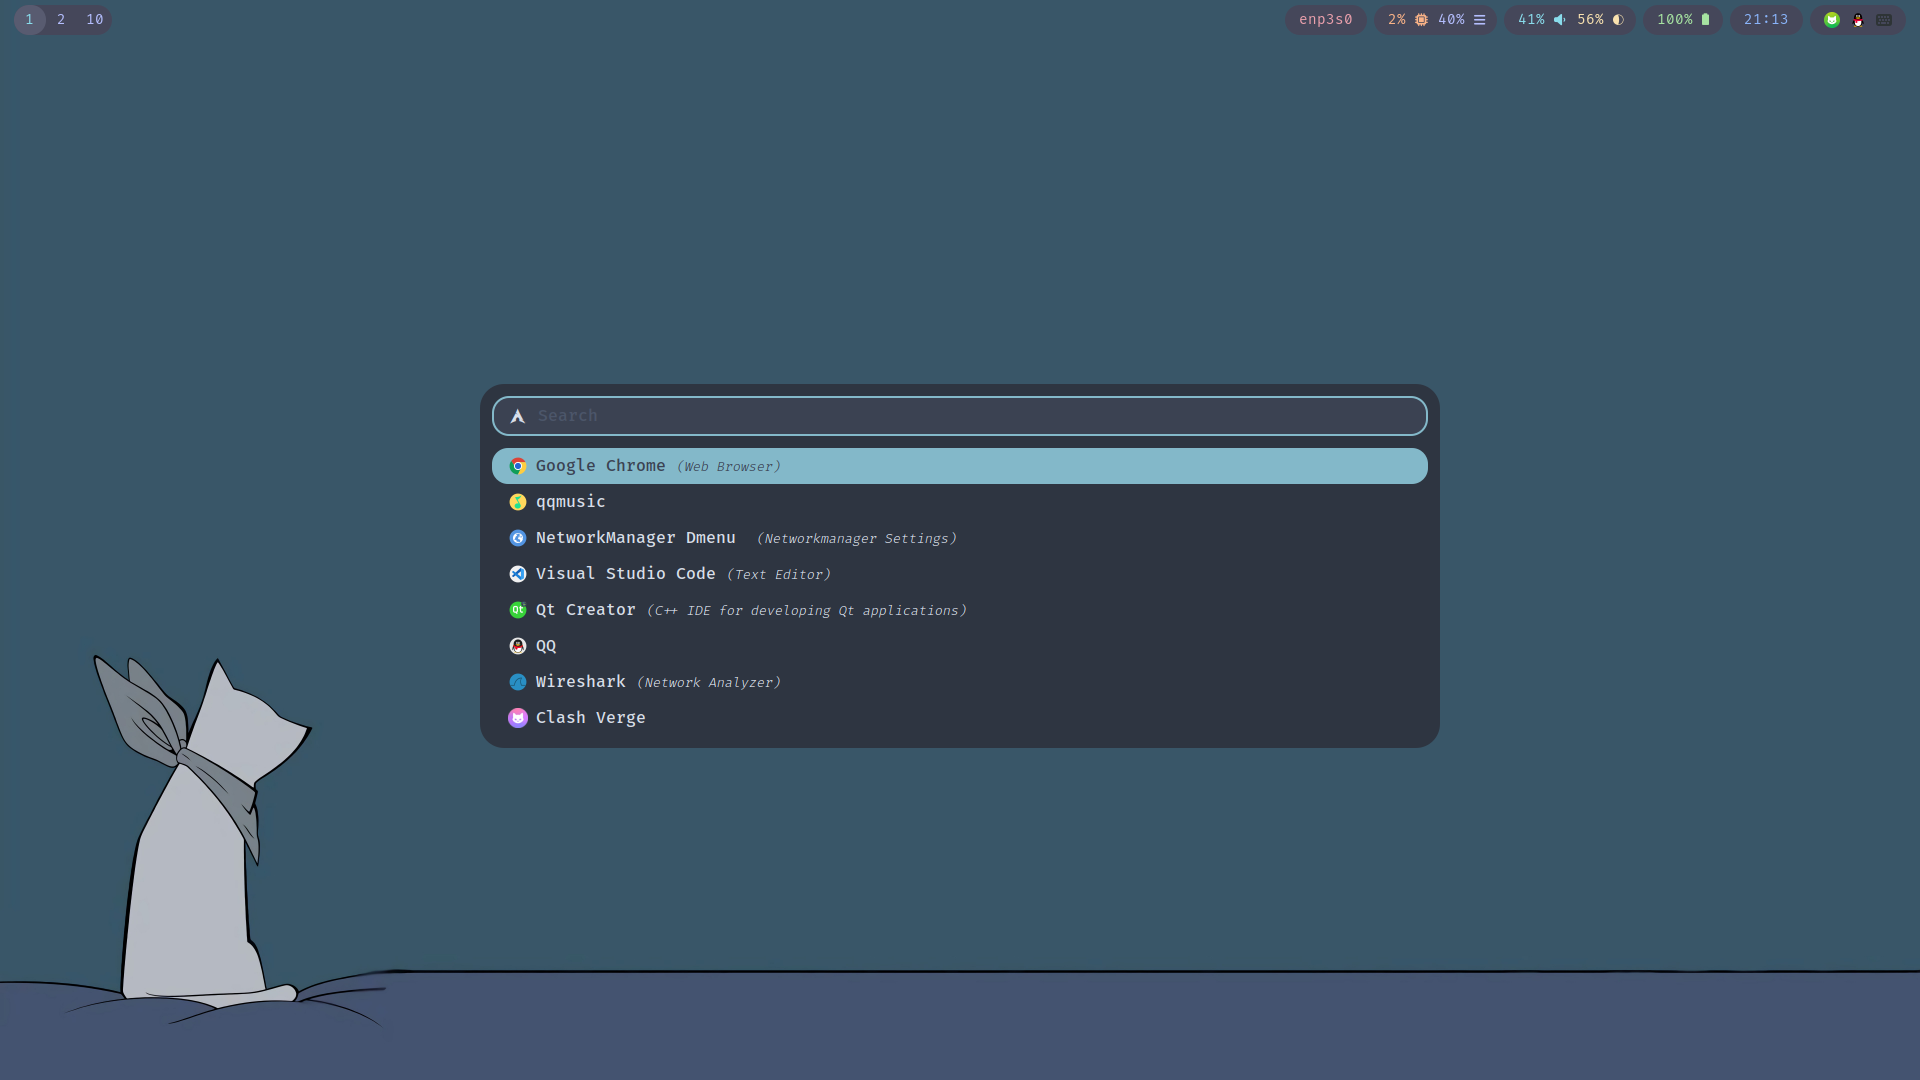 1 2 10
enp3s0 2% 40% 41% 56% 100% 21:13
Search
Google Chrome (Web Browser)
qqmusic
NetworkManager Dmenu (Networkmanager Settings)
Visual Studio Code (Text Editor)
Qt Creator (C++ IDE for developing Qt applications)
QQ
Wireshark (Network Analyzer)
Clash Verge